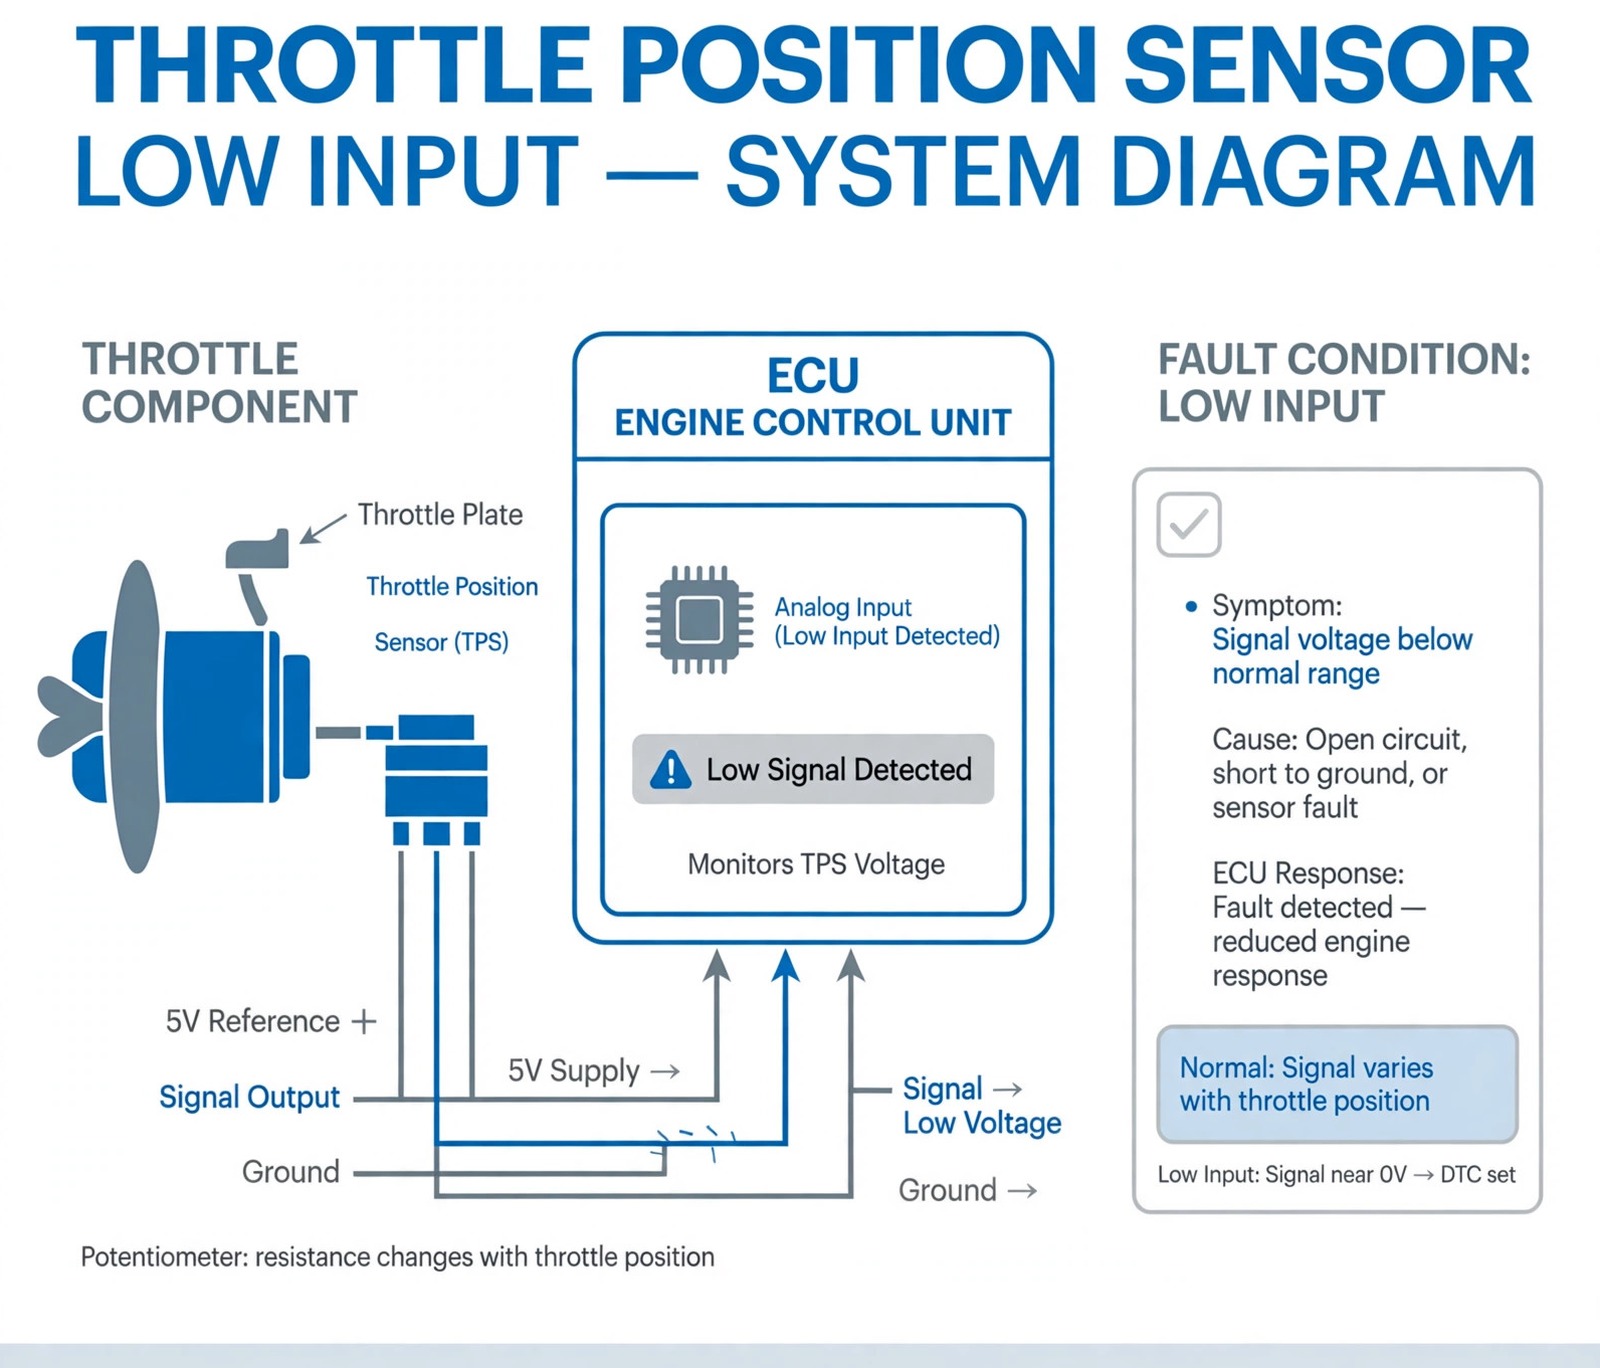 THROTTLE POSITION SENSOR
LOW INPUT — SYSTEM DIAGRAM
THROTTLE
COMPONENT
Throttle Plate
Throttle Position
Sensor (TPS)
5V Reference +
Signal Output
Ground
5V Supply →
Potentiometer: resistance changes with throttle position
ECU
ENGINE CONTROL UNIT
Analog Input
(Low Input Detected)
Low Signal Detected
Monitors TPS Voltage
Signal →
Low Voltage
Ground →
FAULT CONDITION:
LOW INPUT
• Symptom:
Signal voltage below
normal range
Cause: Open circuit,
short to ground, or
sensor fault
ECU Response:
Fault detected —
reduced engine
response
Normal: Signal varies
with throttle position
Low Input: Signal near 0V → DTC set